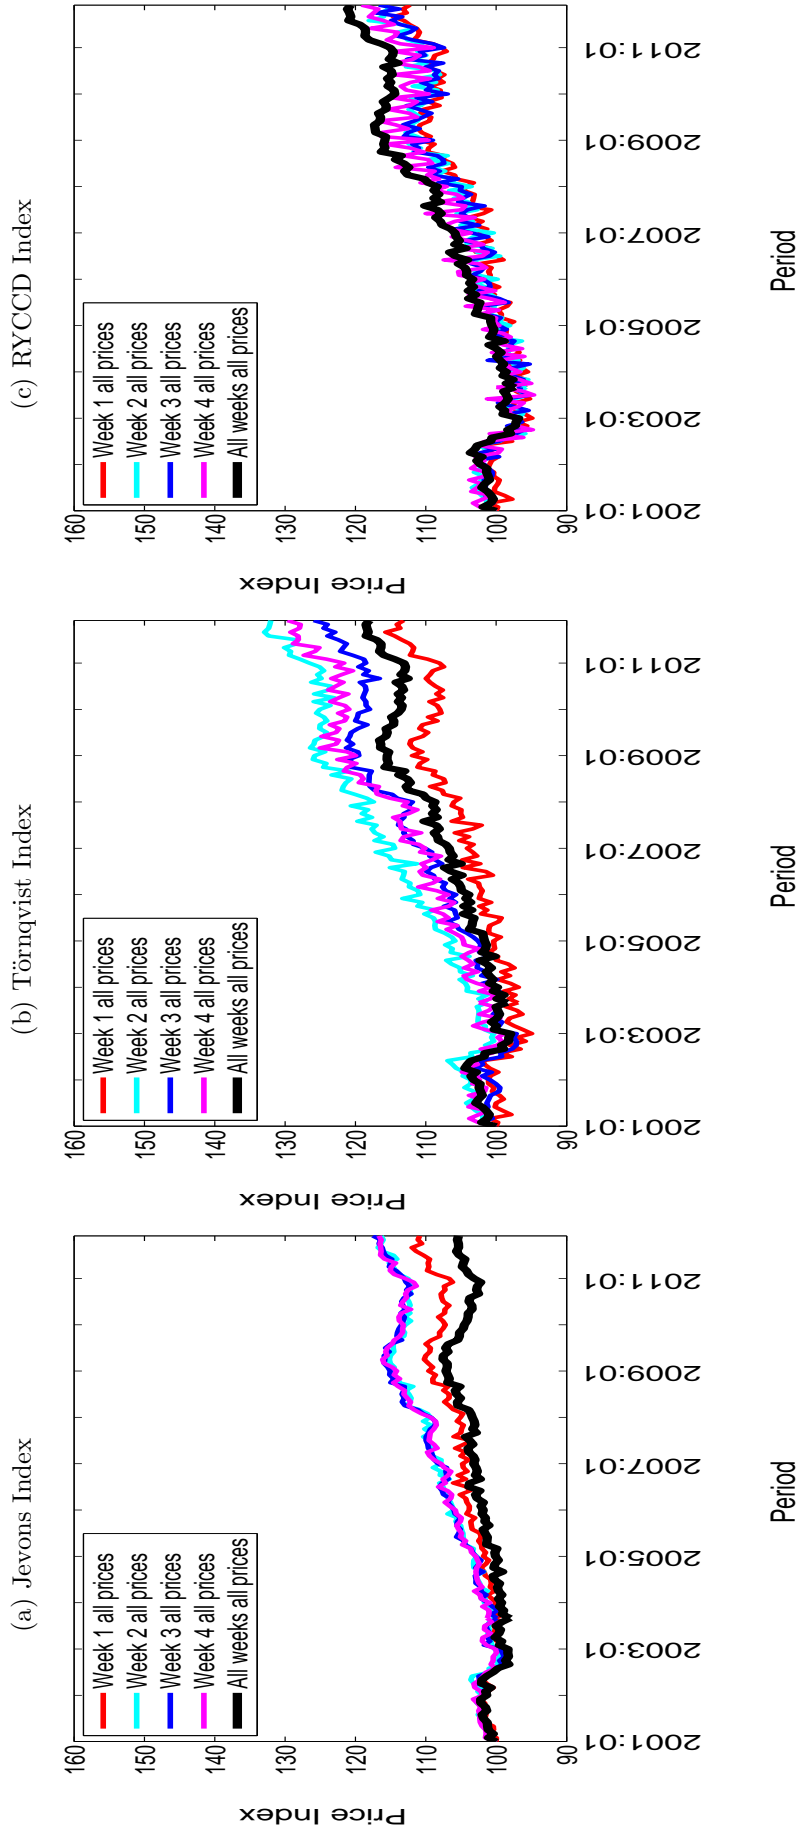 (a) Jevons Index
Price Index
160
150
140
130
120
110
100
90
Week 1 all prices
Week 2 all prices
Week 3 all prices
Week 4 all prices
All weeks all prices
2001:01
2003:01
2005:01
2007:01
2009:01
2011:01
Period
(b) Törnqvist Index
Price Index
160
150
140
130
120
110
100
90
Week 1 all prices
Week 2 all prices
Week 3 all prices
Week 4 all prices
All weeks all prices
2001:01
2003:01
2005:01
2007:01
2009:01
2011:01
Period
(c) RYCCD Index
Price Index
160
150
140
130
120
110
100
90
Week 1 all prices
Week 2 all prices
Week 3 all prices
Week 4 all prices
All weeks all prices
2001:01
2003:01
2005:01
2007:01
2009:01
2011:01
Period